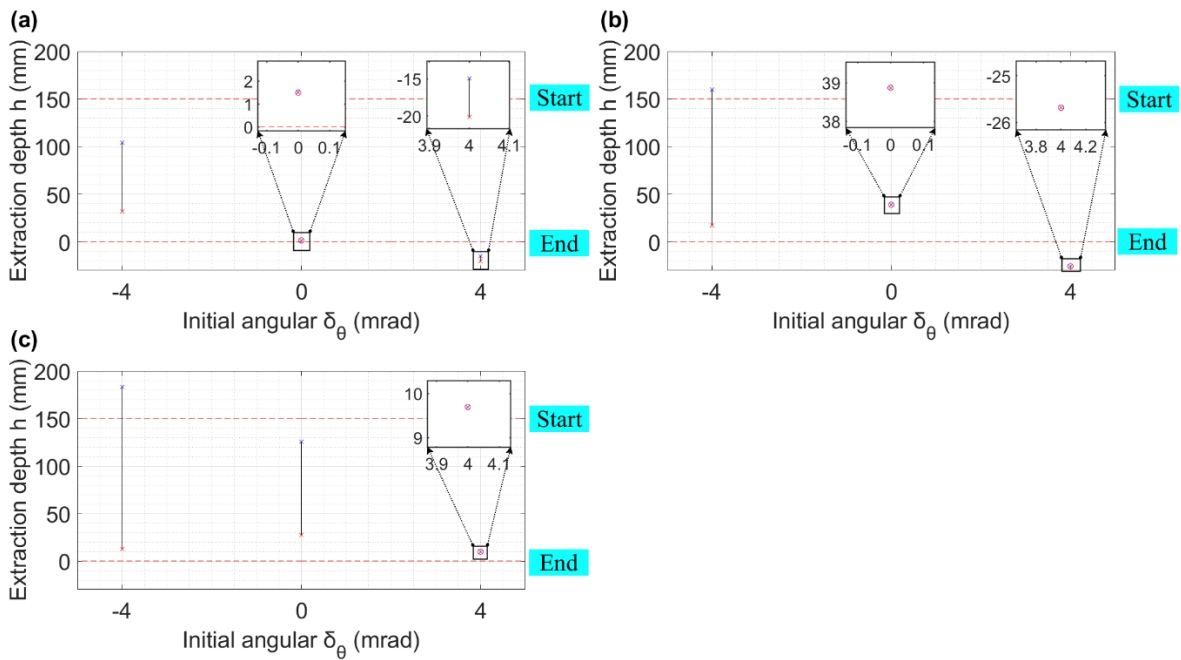 (a)
200
150
100
50
0
Extraction depth h (mm)
-4
0
4
Initial angular δθ (mrad)
2
1
0
-0.1 0 0.1
-15
-20
3.9 4 4.1
Start
End
(b)
200
150
100
50
0
Extraction depth h (mm)
-4
0
4
Initial angular δθ (mrad)
39
38
-0.1 0 0.1
-25
-26
3.8 4 4.2
Start
End
(c)
200
150
100
50
0
Extraction depth h (mm)
-4
0
4
Initial angular δθ (mrad)
10
9
3.9 4 4.1
Start
End